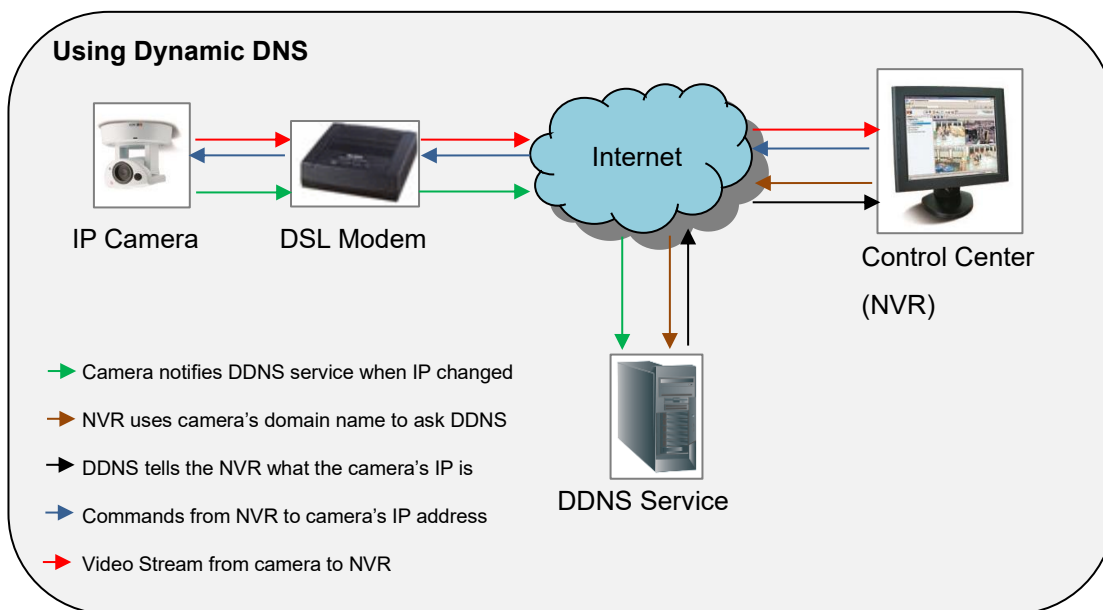 Using Dynamic DNS
Internet
IP Camera
DSL Modem
Control Center
(NVR)
Camera notifies DDNS service when IP changed
NVR uses camera's domain name to ask DDNS
DDNS tells the NVR what the camera's IP is
Commands from NVR to camera's IP address
Video Stream from camera to NVR
DDNS Service